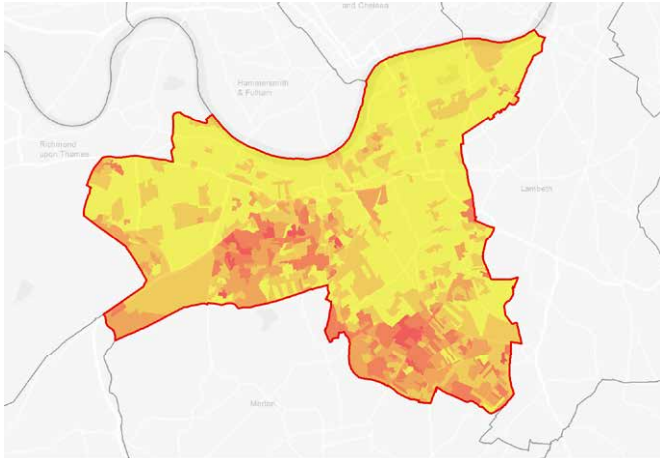 and Chelsea
Hammersmith
& Fulham
Richmond
upon Thames
Lambeth
Merton